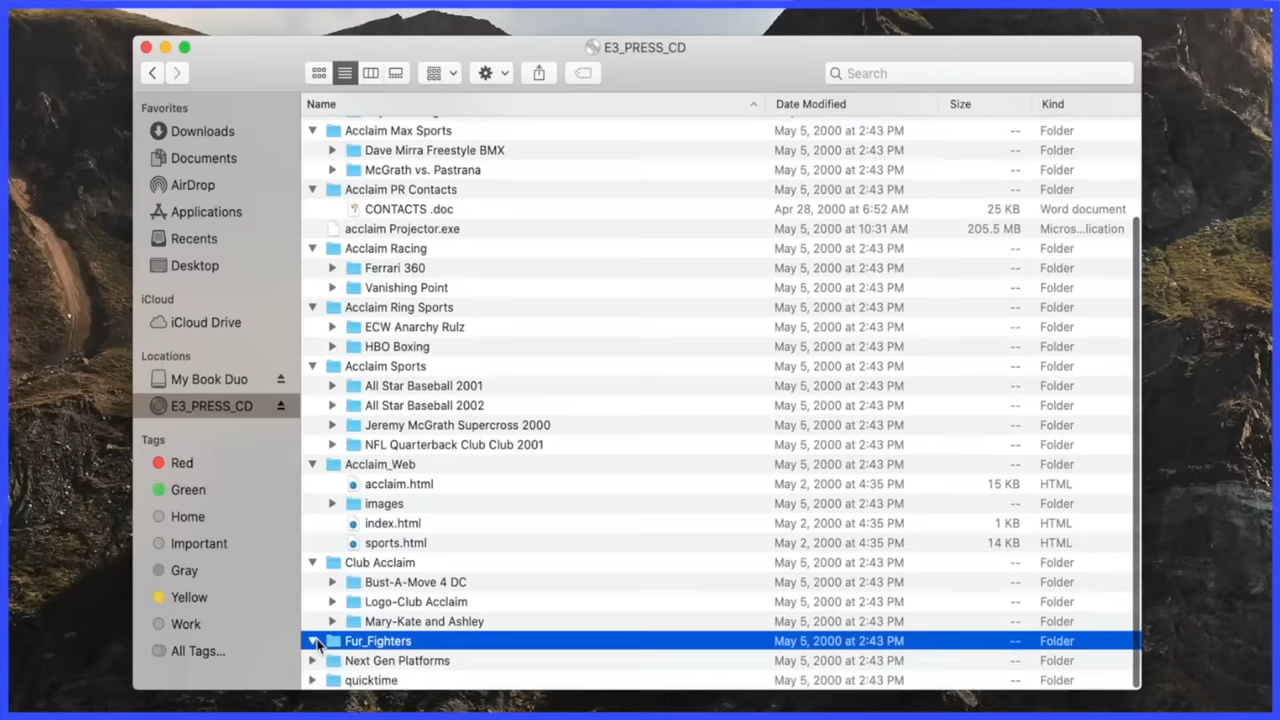 E3_PRESS_CD
Search
Favorites
Downloads
Documents
AirDrop
Applications
Recents
Desktop
iCloud
iCloud Drive
Locations
My Book Duo
E3_PRESS_CD
Tags
Red
Green
Home
Important
Gray
Yellow
Work
All Tags...
Name Date Modified Size Kind
Acclaim Max Sports May 5, 2000 at 2:43 PM -- Folder
Dave Mirra Freestyle BMX May 5, 2000 at 2:43 PM -- Folder
McGrath vs. Pastrana May 5, 2000 at 2:43 PM -- Folder
Acclaim PR Contacts May 5, 2000 at 2:43 PM -- Folder
CONTACTS .doc Apr 28, 2000 at 6:52 AM 25 KB Word document
acclaim Projector.exe May 5, 2000 at 10:31 AM 205.5 MB Micros...lication
Acclaim Racing May 5, 2000 at 2:43 PM -- Folder
Ferrari 360 May 5, 2000 at 2:43 PM -- Folder
Vanishing Point May 5, 2000 at 2:43 PM -- Folder
Acclaim Ring Sports May 5, 2000 at 2:43 PM -- Folder
ECW Anarchy Rulz May 5, 2000 at 2:43 PM -- Folder
HBO Boxing May 5, 2000 at 2:43 PM -- Folder
Acclaim Sports May 5, 2000 at 2:43 PM -- Folder
All Star Baseball 2001 May 5, 2000 at 2:43 PM -- Folder
All Star Baseball 2002 May 5, 2000 at 2:43 PM -- Folder
Jeremy McGrath Supercross 2000 May 5, 2000 at 2:43 PM -- Folder
NFL Quarterback Club Club 2001 May 5, 2000 at 2:43 PM -- Folder
Acclaim_Web May 5, 2000 at 2:43 PM -- Folder
acclaim.html May 2, 2000 at 4:35 PM 15 KB HTML
images May 5, 2000 at 2:43 PM -- Folder
index.html May 2, 2000 at 4:35 PM 1 KB HTML
sports.html May 2, 2000 at 4:35 PM 14 KB HTML
Club Acclaim May 5, 2000 at 2:43 PM -- Folder
Bust-A-Move 4 DC May 5, 2000 at 2:43 PM -- Folder
Logo-Club Acclaim May 5, 2000 at 2:43 PM -- Folder
Mary-Kate and Ashley May 5, 2000 at 2:43 PM -- Folder
Fur_Fighters May 5, 2000 at 2:43 PM -- Folder
Next Gen Platforms May 5, 2000 at 2:43 PM -- Folder
quicktime May 5, 2000 at 2:43 PM -- Folder